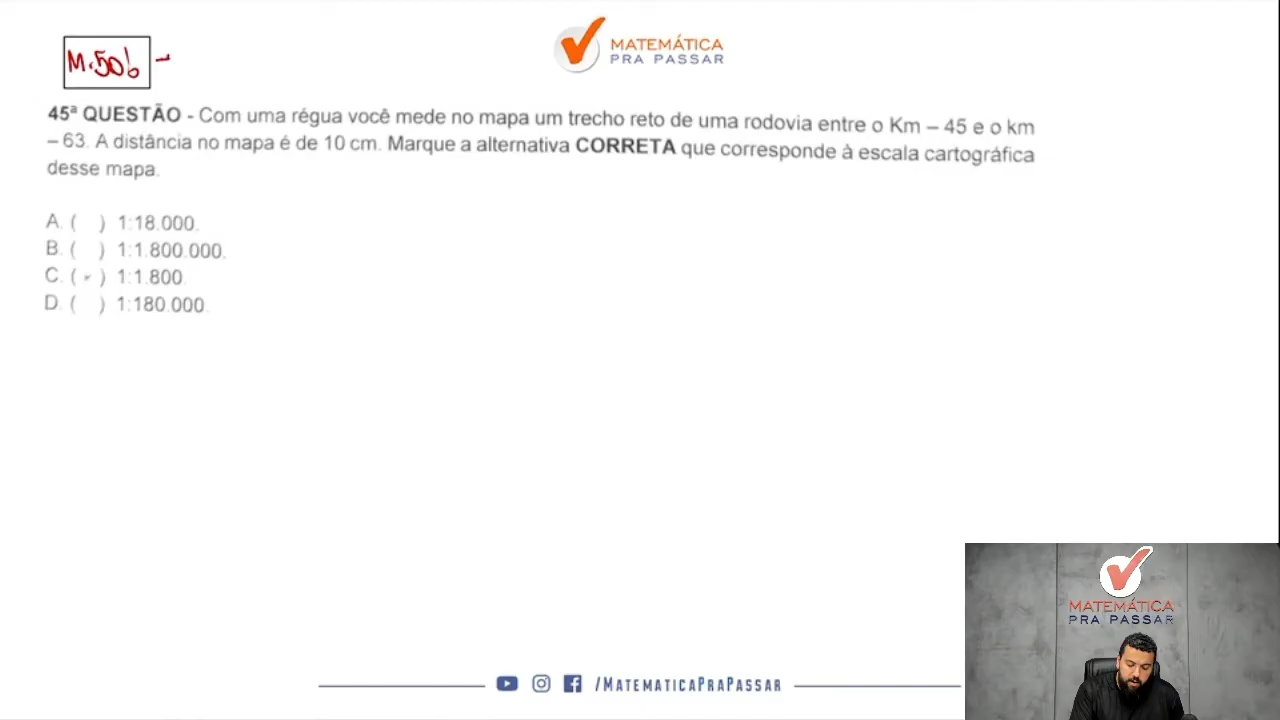 M.50b -
MATEMÁTICA
PRA PASSAR
45ª QUESTÃO - Com uma régua você mede no mapa um trecho reto de uma rodovia entre o Km – 45 e o km
– 63. A distância no mapa é de 10 cm. Marque a alternativa CORRETA que corresponde à escala cartográfica
desse mapa.
A. ( ) 1:18.000.
B. ( ) 1:1.800.000.
C. ( ) 1:1.800.
D. ( ) 1:180.000.
MATEMÁTICA
PRA PASSAR
/MATEMATICAPRAPASSAR